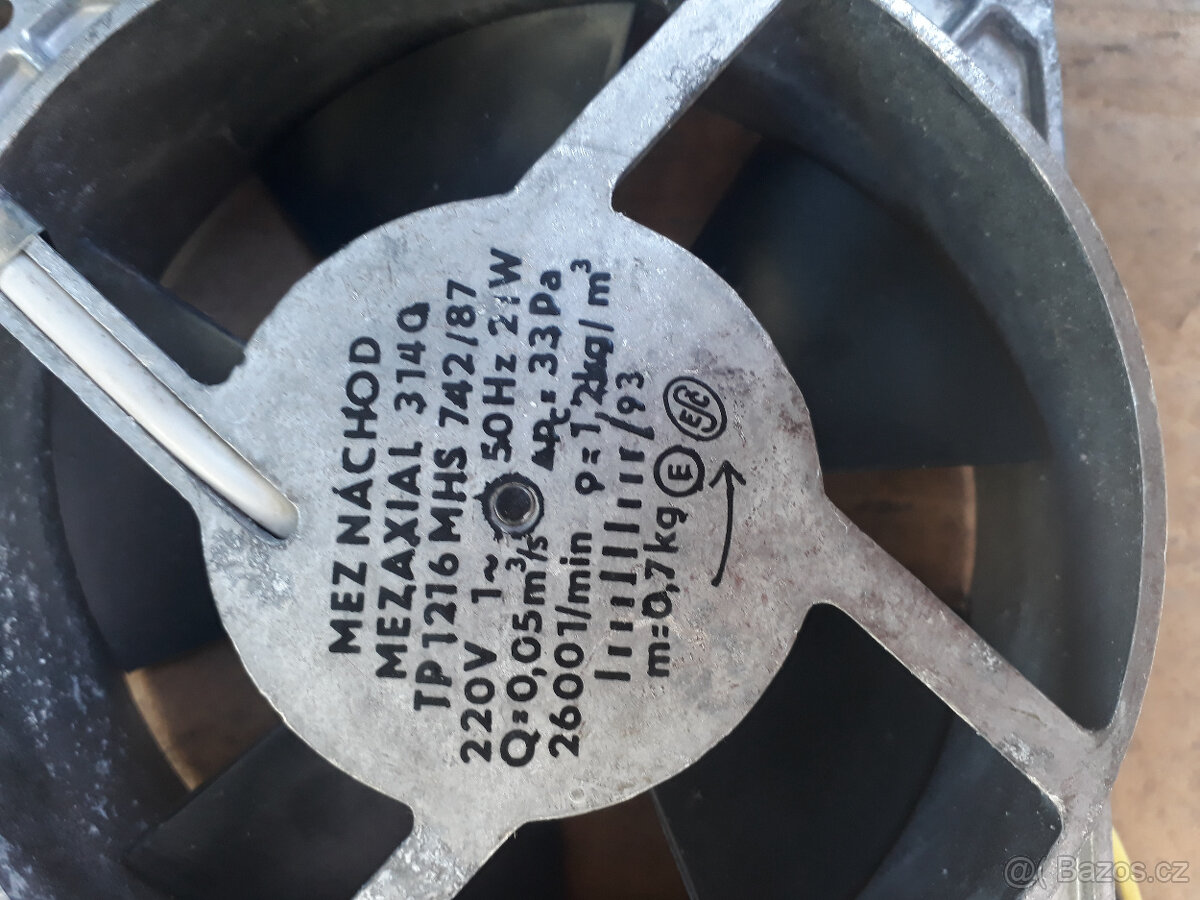 MEZ NÁCHOD
MEZAXIAL 3140
TP 1216 MHS 742/87
220V 1~ 50Hz 21W
Q=0,05m³/s ΔPc=33Pa
2600 1/min ρ=1,2kg/m³
/93
m=0,7kg E ESČ
Bazos.cz